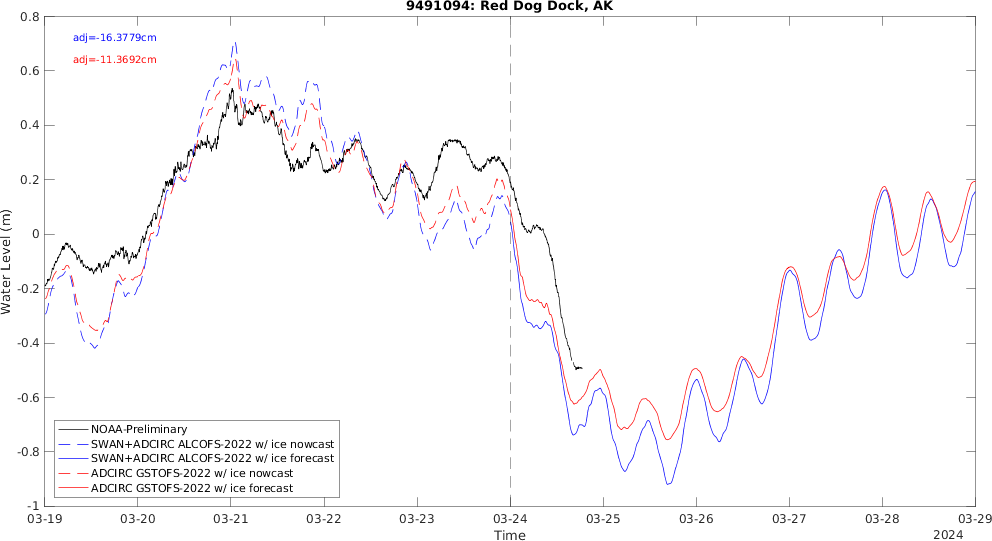 9491094: Red Dog Dock, AK
adj=-16.3779cm
adj=-11.3692cm
Water Level (m)
0.8
0.6
0.4
0.2
0
-0.2
-0.4
-0.6
-0.8
-1
NOAA-Preliminary
SWAN+ADCIRC ALCOFS-2022 w/ ice nowcast
SWAN+ADCIRC ALCOFS-2022 w/ ice forecast
ADCIRC GSTOFS-2022 w/ ice nowcast
ADCIRC GSTOFS-2022 w/ ice forecast
03-19 03-20 03-21 03-22 03-23 03-24 03-25 03-26 03-27 03-28 03-29
Time
2024